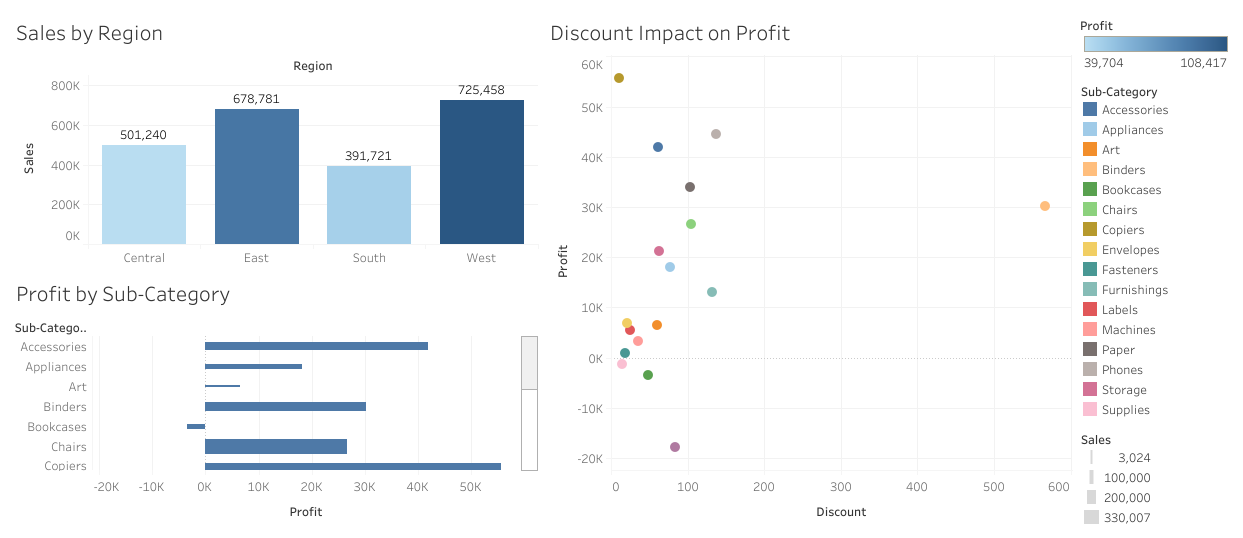 Sales by Region
Region
Sales
800K
600K
400K
200K
0K
501,240
678,781
391,721
725,458
Central
East
South
West
Profit by Sub-Category
Sub-Catego..
Accessories
Appliances
Art
Binders
Bookcases
Chairs
Copiers
-20K
-10K
0K
10K
20K
30K
40K
50K
Profit
Discount Impact on Profit
Profit
60K
50K
40K
30K
20K
10K
0K
-10K
-20K
0
100
200
300
400
500
600
Discount
Profit
39,704
108,417
Sub-Category
Accessories
Appliances
Art
Binders
Bookcases
Chairs
Copiers
Envelopes
Fasteners
Furnishings
Labels
Machines
Paper
Phones
Storage
Supplies
Sales
3,024
100,000
200,000
330,007